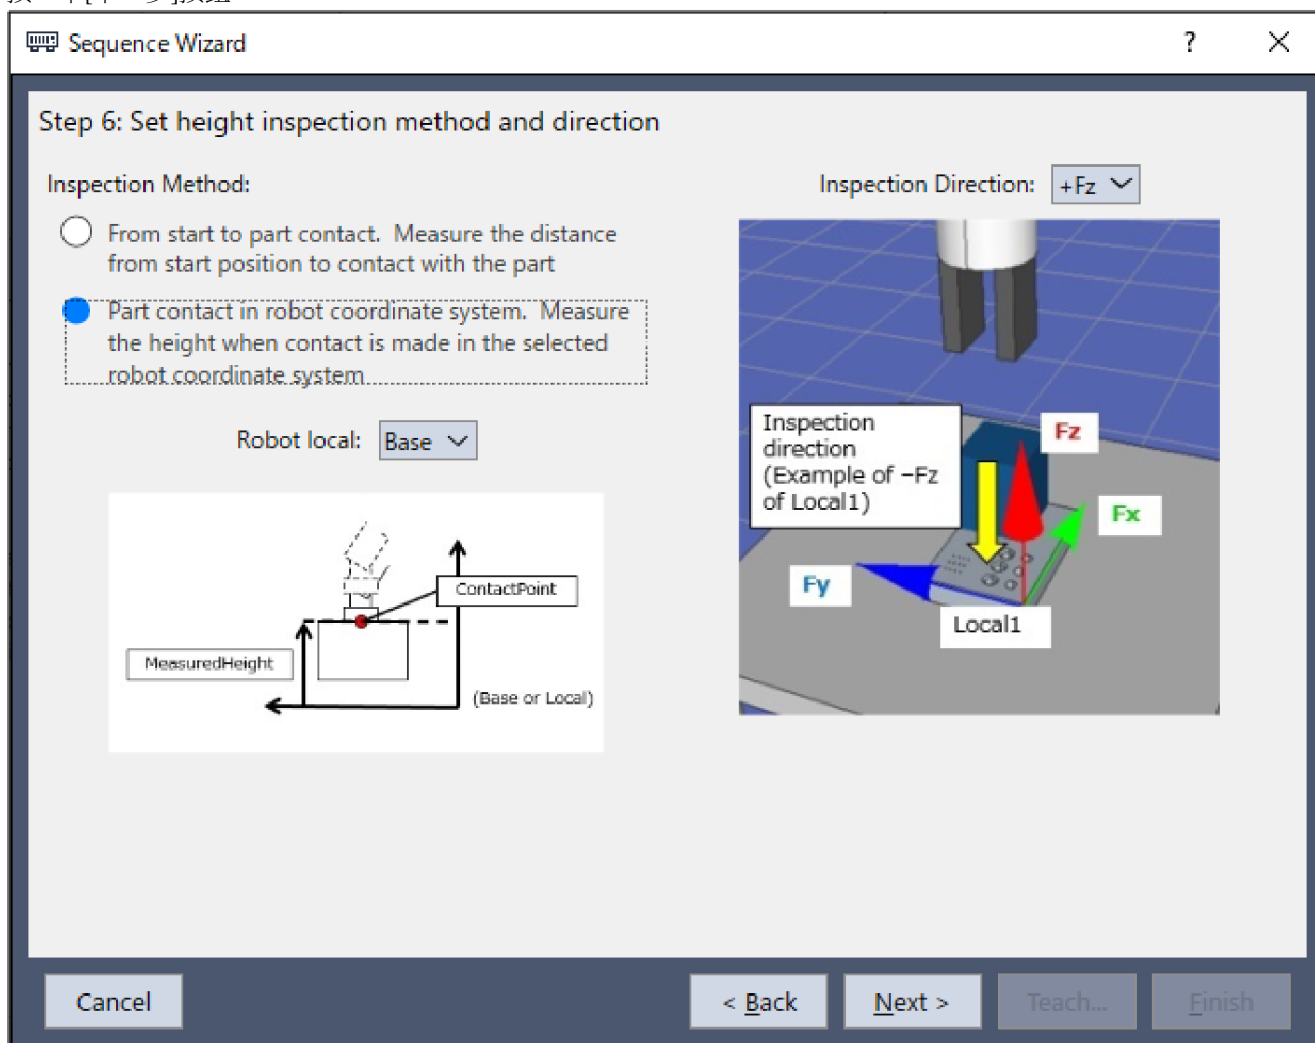 Sequence Wizard
?
Step 6: Set height inspection method and direction
Inspection Method:
From start to part contact.  Measure the distance
from start position to contact with the part
Part contact in robot coordinate system.  Measure
the height when contact is made in the selected
robot coordinate system
Robot local:
Base
ContactPoint
MeasuredHeight
(Base or Local)
Inspection Direction:
+Fz
Inspection
direction
(Example of −Fz
of Local1)
Fz
Fx
Fy
Local1
Cancel
< Back
Next >
Teach...
Finish